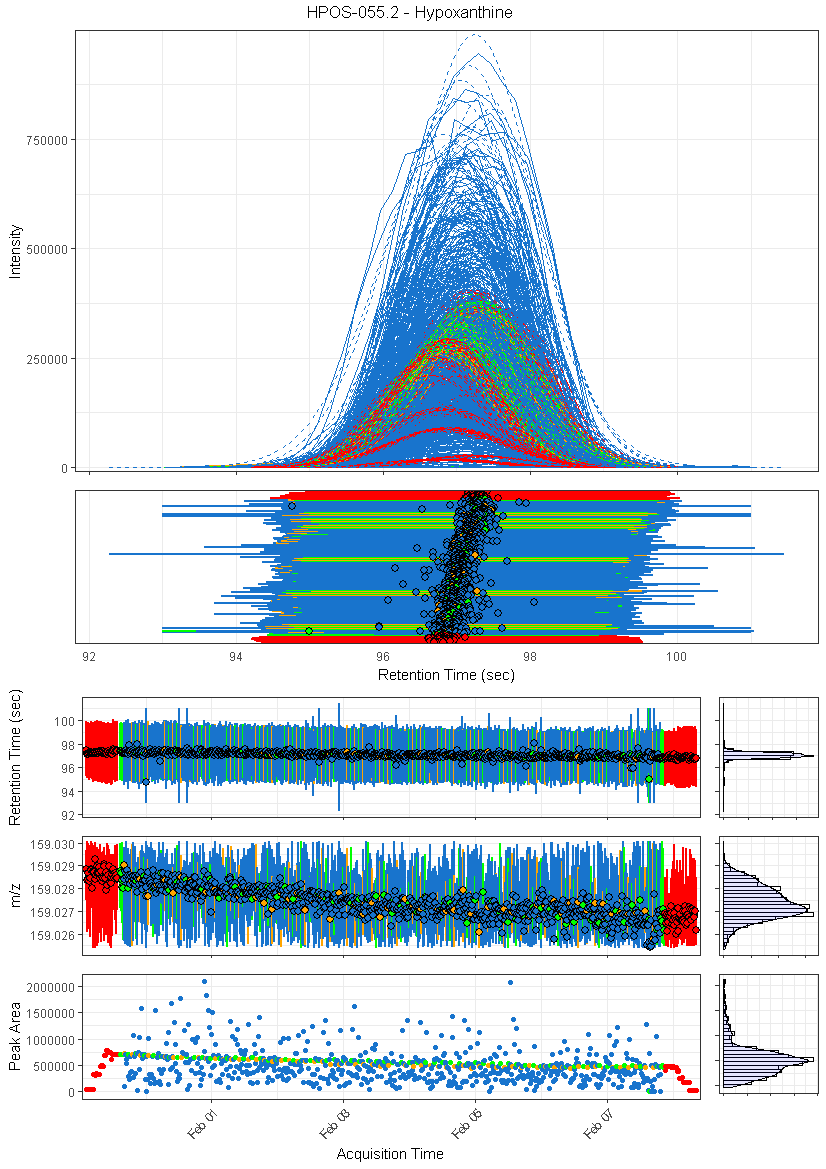 HPOS-055.2 - Hypoxanthine
750000
500000
250000
0
Intensity
92 94 96 98 100
Retention Time (sec)
100
98
96
94
92
Retention Time (sec)
159.030
159.029
159.028
159.027
159.026
m/z
2000000
1500000
1000000
500000
0
Peak Area
Feb 01 Feb 03 Feb 05 Feb 07
Acquisition Time